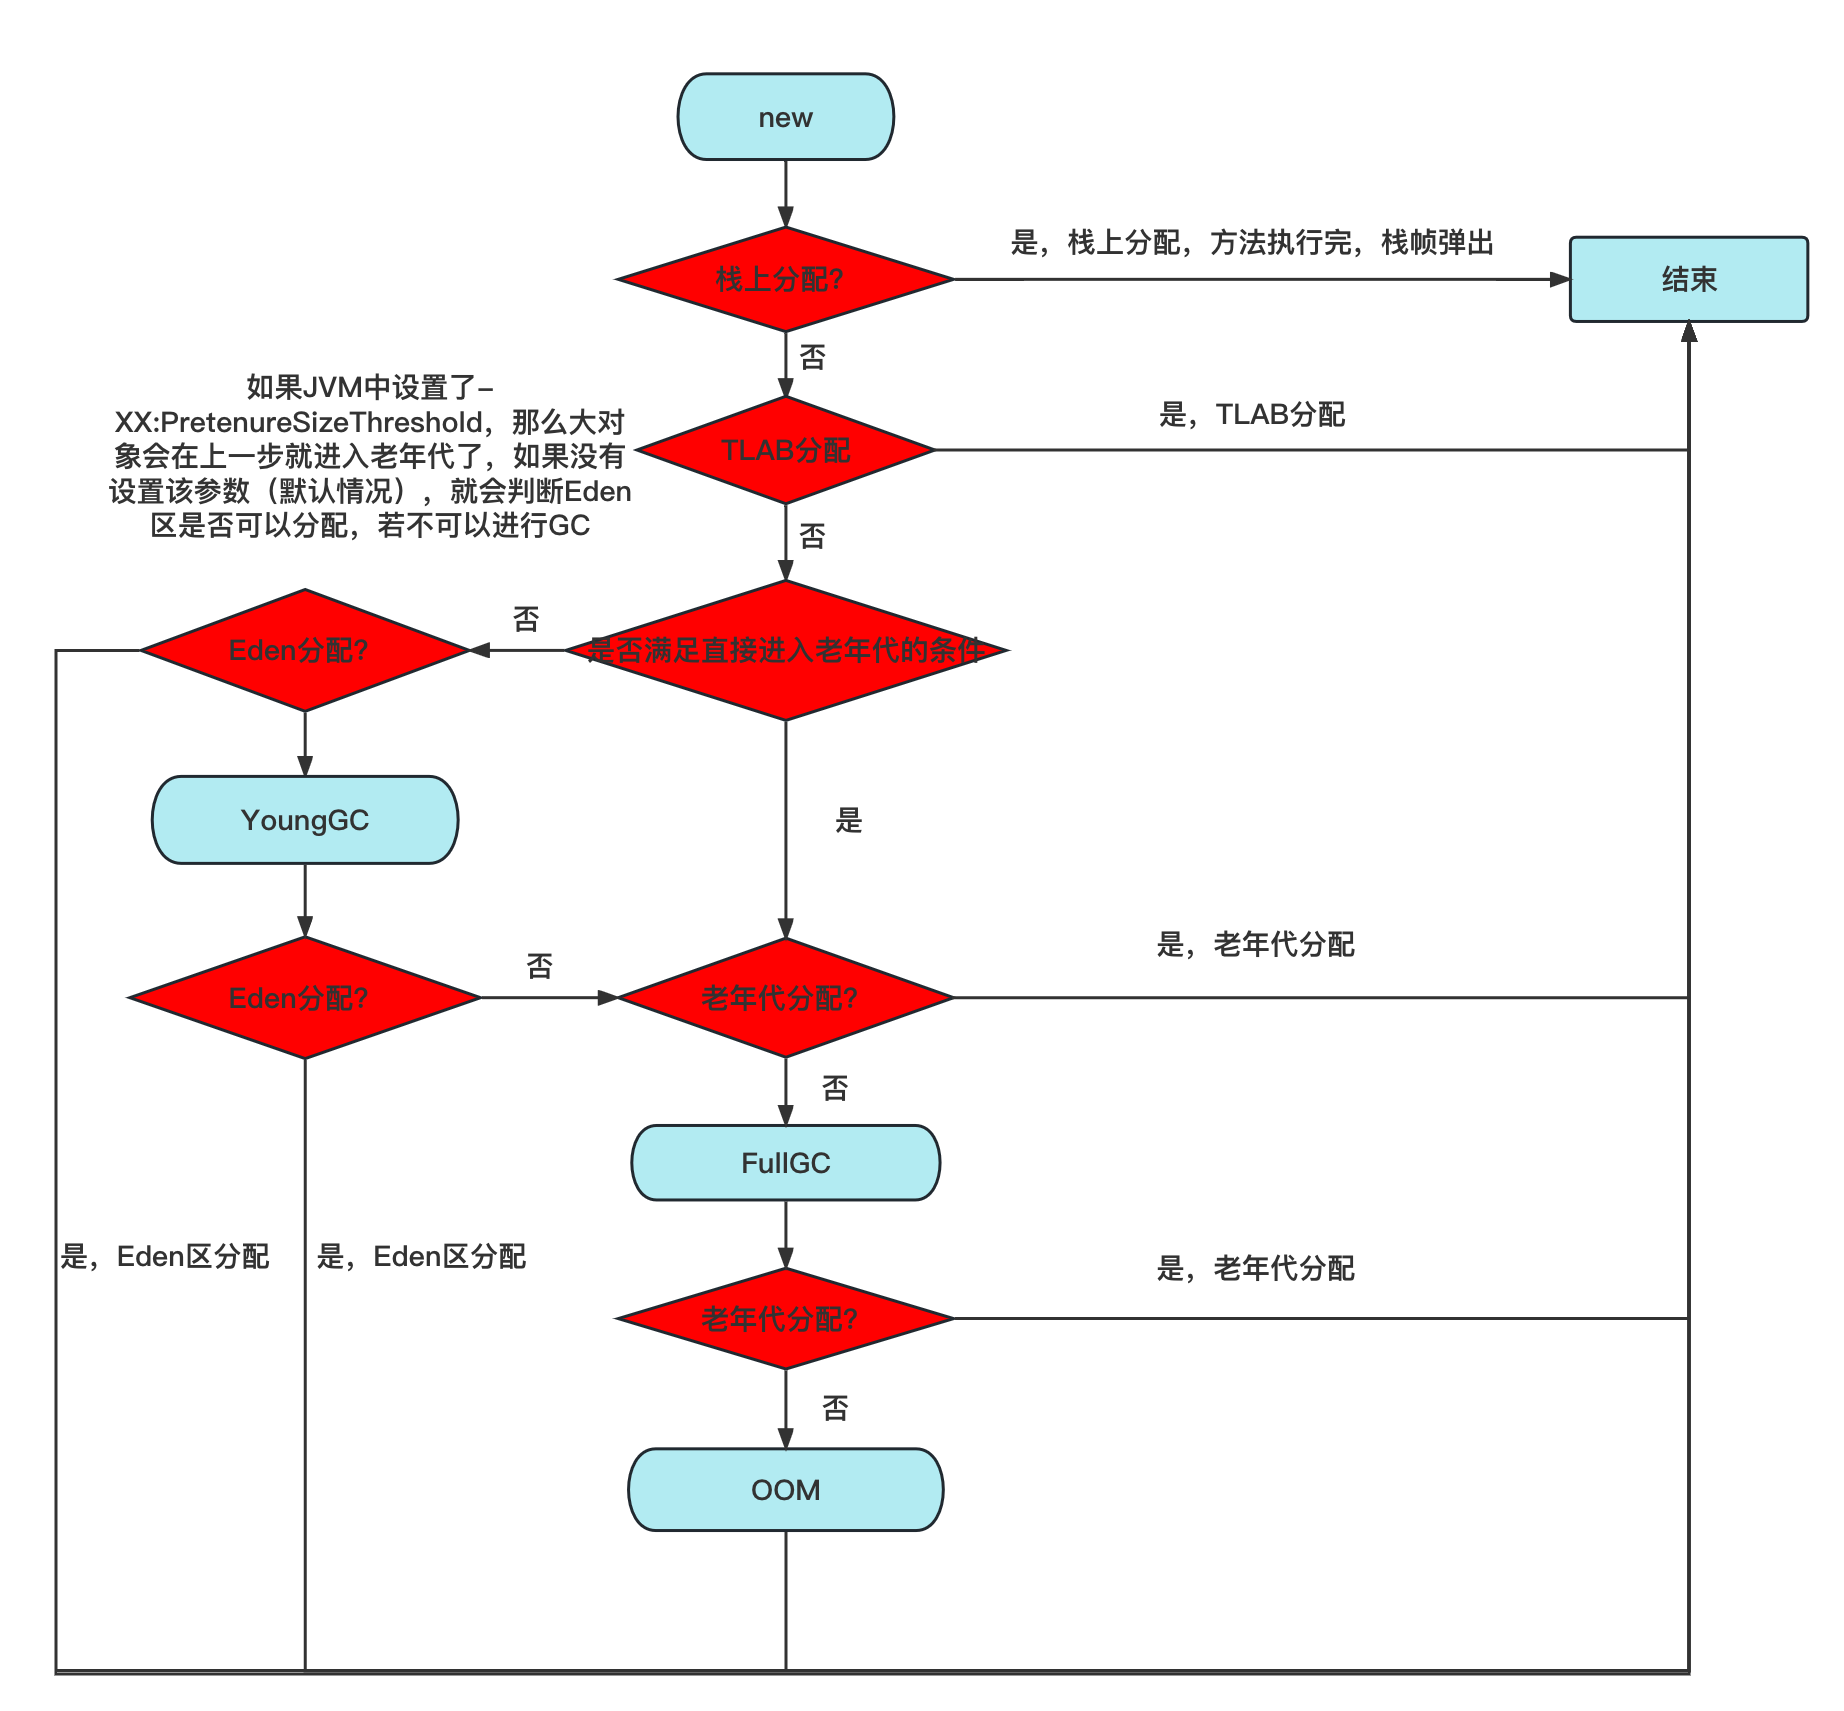 new
是，栈上分配，方法执行完，栈帧弹出
栈上分配?
结束
否
如果JVM中设置了-
XX:PretenureSizeThreshold，那么大对
象会在上一步就进入老年代了，如果没有
设置该参数（默认情况），就会判断Eden
区是否可以分配，若不可以进行GC
是，TLAB分配
TLAB分配
否
否
Eden分配?
是否满足直接进入老年代的条件
YoungGC
是
是，老年代分配
否
Eden分配?
老年代分配?
否
FullGC
是，Eden区分配
是，Eden区分配
是，老年代分配
老年代分配?
否
OOM